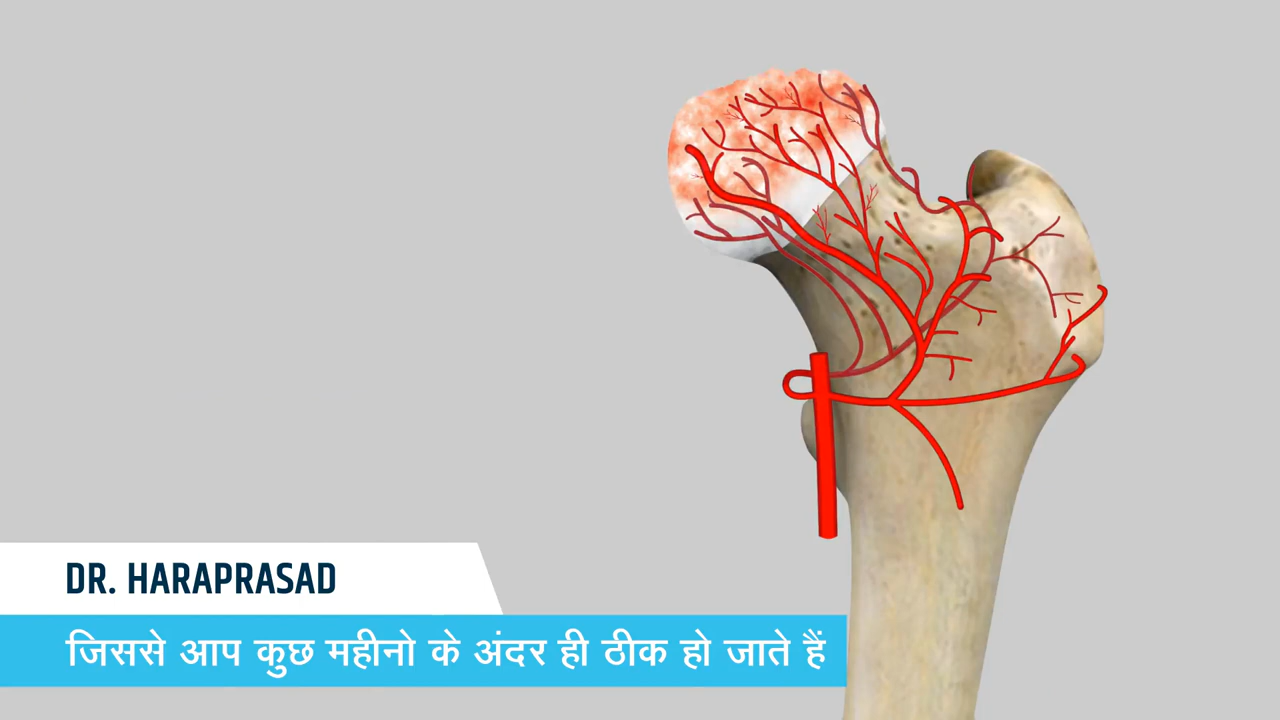 DR. HARAPRASAD
जिससे आप कुछ महीनो के अंदर ही ठीक हो जाते हैं